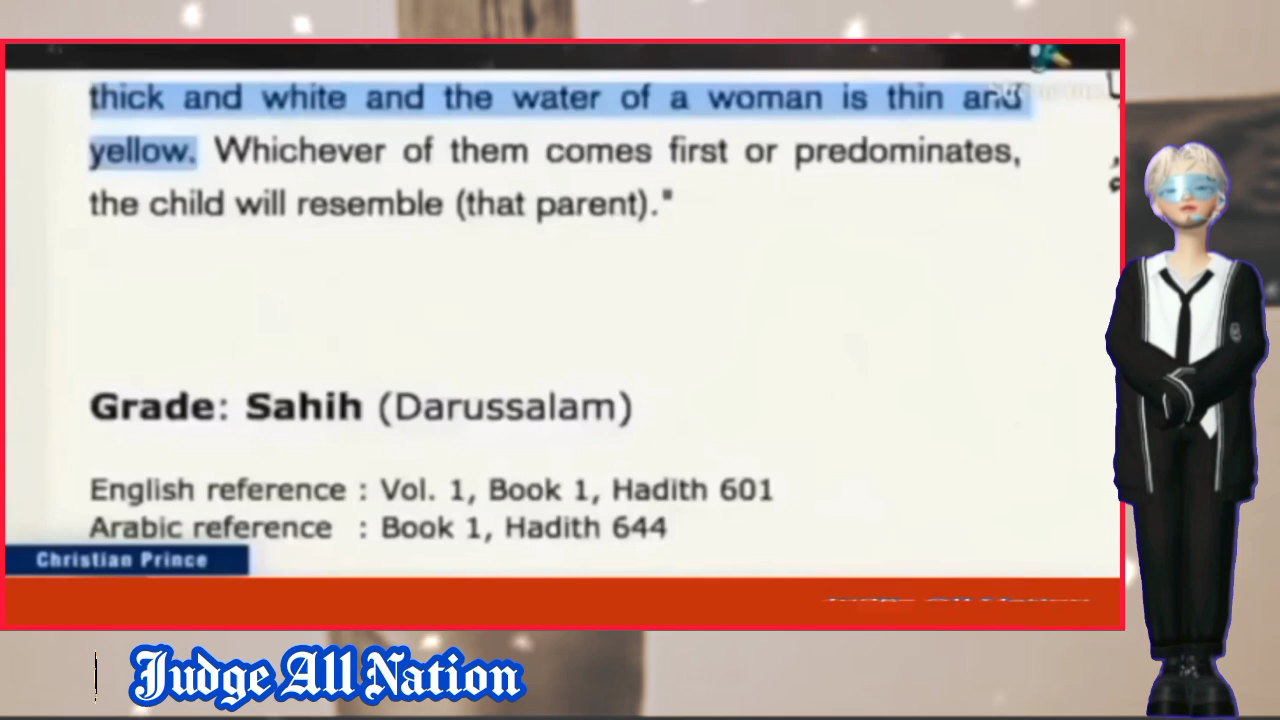 thick and white and the water of a woman is thin and
yellow. Whichever of them comes first or predominates,
the child will resemble (that parent)."
Grade: Sahih (Darussalam)
English reference : Vol. 1, Book 1, Hadith 601
Arabic reference : Book 1, Hadith 644
Christian Prince
Judge All Nation